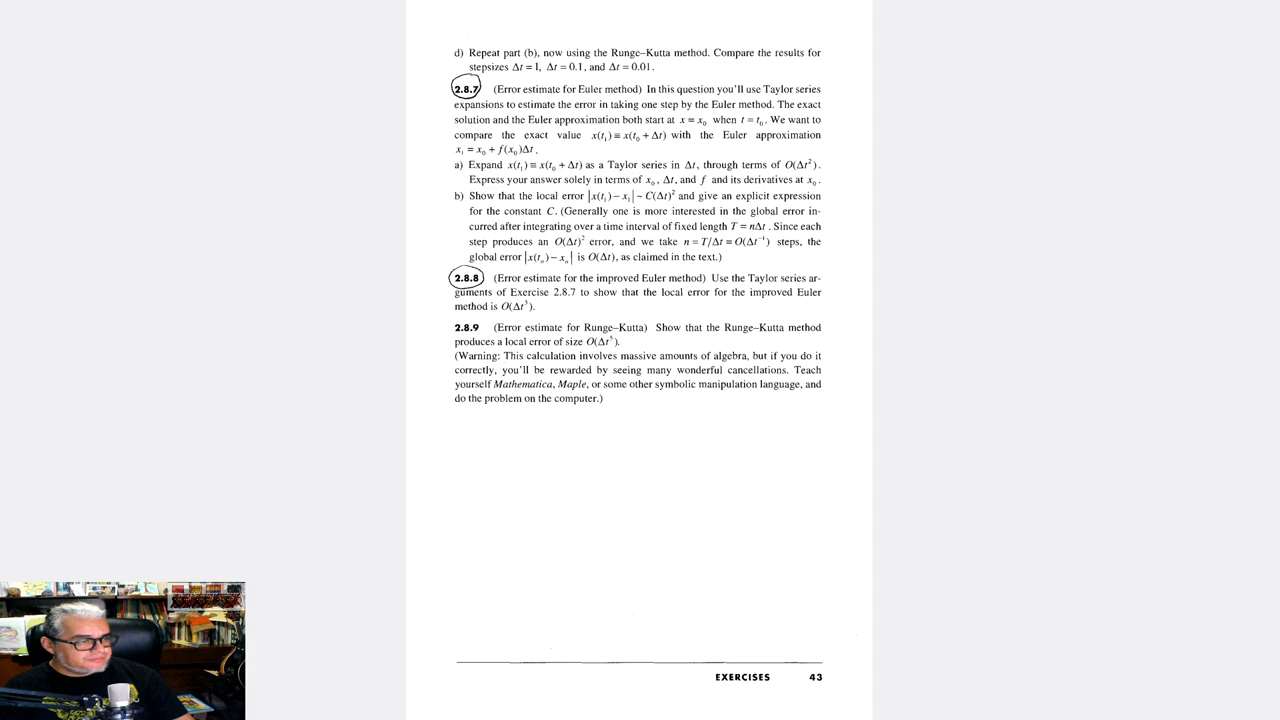 d) Repeat part (b), now using the Runge–Kutta method. Compare the results for
stepsizes Δt = 1, Δt = 0.1, and Δt = 0.01.
2.8.7 (Error estimate for Euler method) In this question you'll use Taylor series
expansions to estimate the error in taking one step by the Euler method. The exact
solution and the Euler approximation both start at x = x₀ when t = t₀. We want to
compare the exact value x(t₁) ≡ x(t₀ + Δt) with the Euler approximation
x₁ = x₀ + f(x₀)Δt.
a) Expand x(t₁) ≡ x(t₀ + Δt) as a Taylor series in Δt, through terms of O(Δt²).
Express your answer solely in terms of x₀, Δt, and f and its derivatives at x₀.
b) Show that the local error |x(t₁) − x₁| ~ C(Δt)² and give an explicit expression
for the constant C. (Generally one is more interested in the global error in-
curred after integrating over a time interval of fixed length T = nΔt. Since each
step produces an O(Δt)² error, and we take n = T/Δt = O(Δt⁻¹) steps, the
global error |x(tₙ) − xₙ| is O(Δt), as claimed in the text.)
2.8.8 (Error estimate for the improved Euler method) Use the Taylor series ar-
guments of Exercise 2.8.7 to show that the local error for the improved Euler
method is O(Δt³).
2.8.9 (Error estimate for Runge–Kutta) Show that the Runge–Kutta method
produces a local error of size O(Δt⁵).
(Warning: This calculation involves massive amounts of algebra, but if you do it
correctly, you'll be rewarded by seeing many wonderful cancellations. Teach
yourself Mathematica, Maple, or some other symbolic manipulation language, and
do the problem on the computer.)
EXERCISES 43